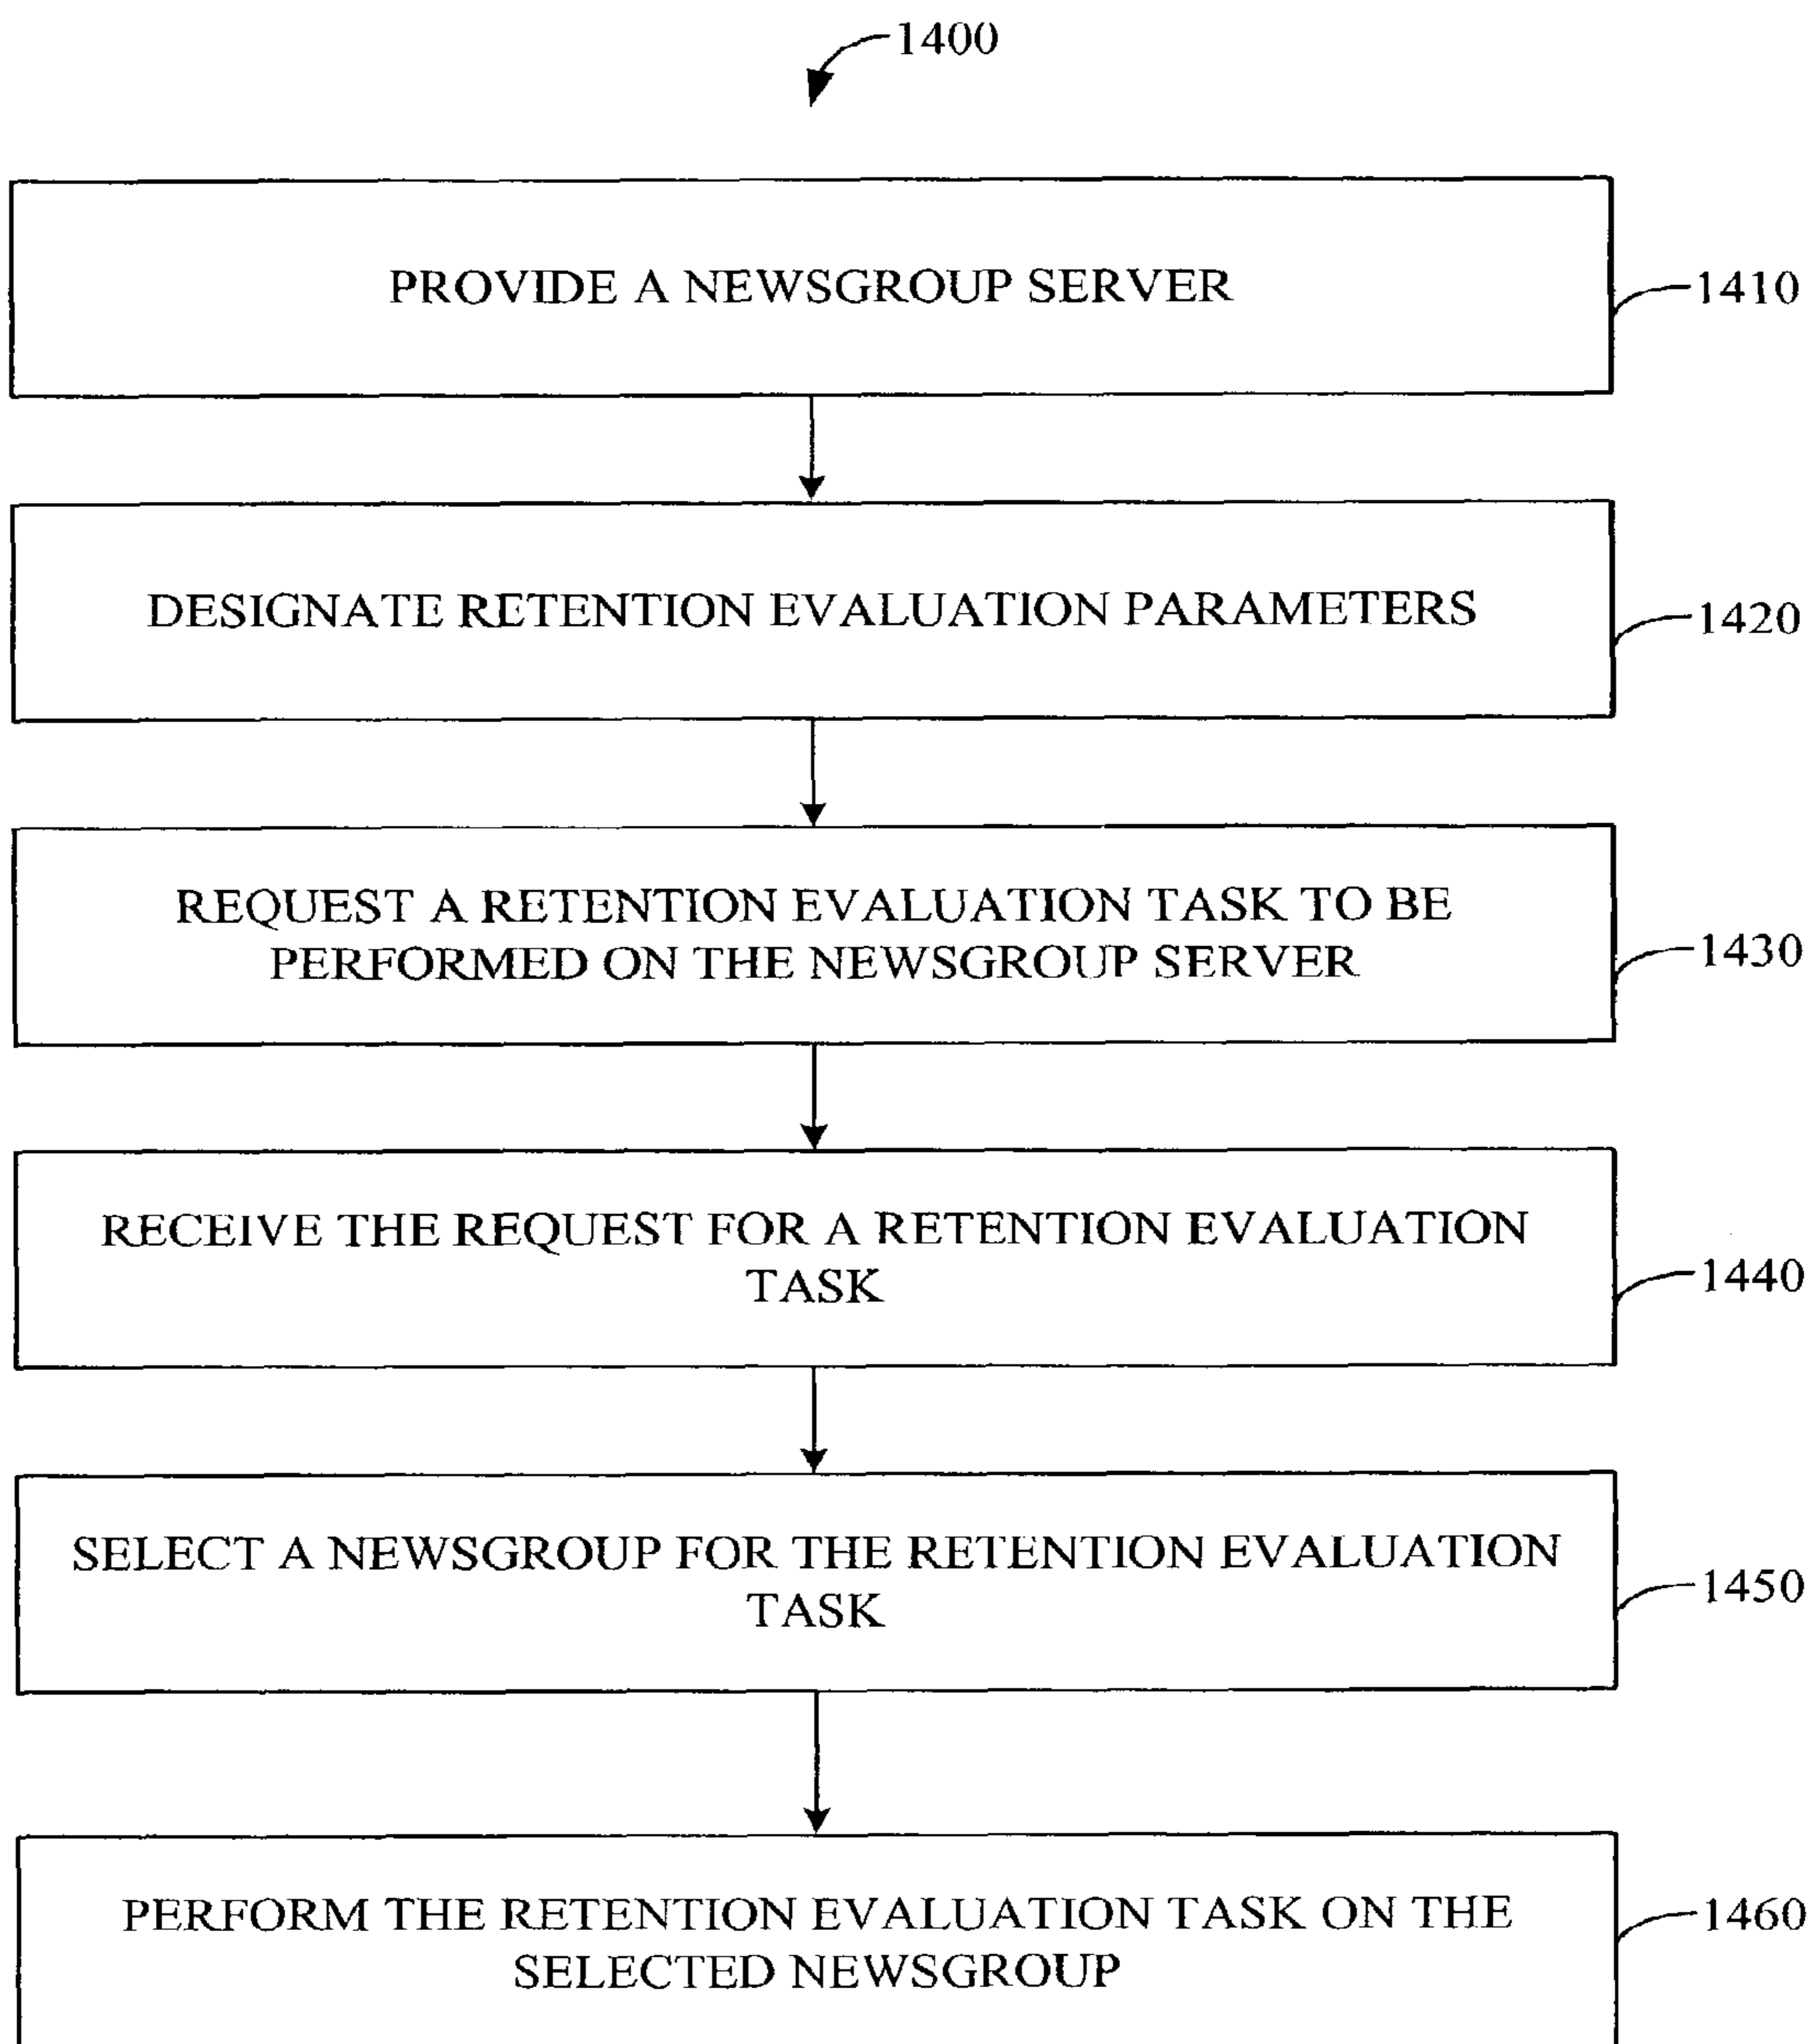 1400
PROVIDE A NEWSGROUP SERVER
1410
DESIGNATE RETENTION EVALUATION PARAMETERS
1420
REQUEST A RETENTION EVALUATION TASK TO BE
PERFORMED ON THE NEWSGROUP SERVER
1430
RECEIVE THE REQUEST FOR A RETENTION EVALUATION
TASK
1440
SELECT A NEWSGROUP FOR THE RETENTION EVALUATION
TASK
1450
PERFORM THE RETENTION EVALUATION TASK ON THE
SELECTED NEWSGROUP
1460